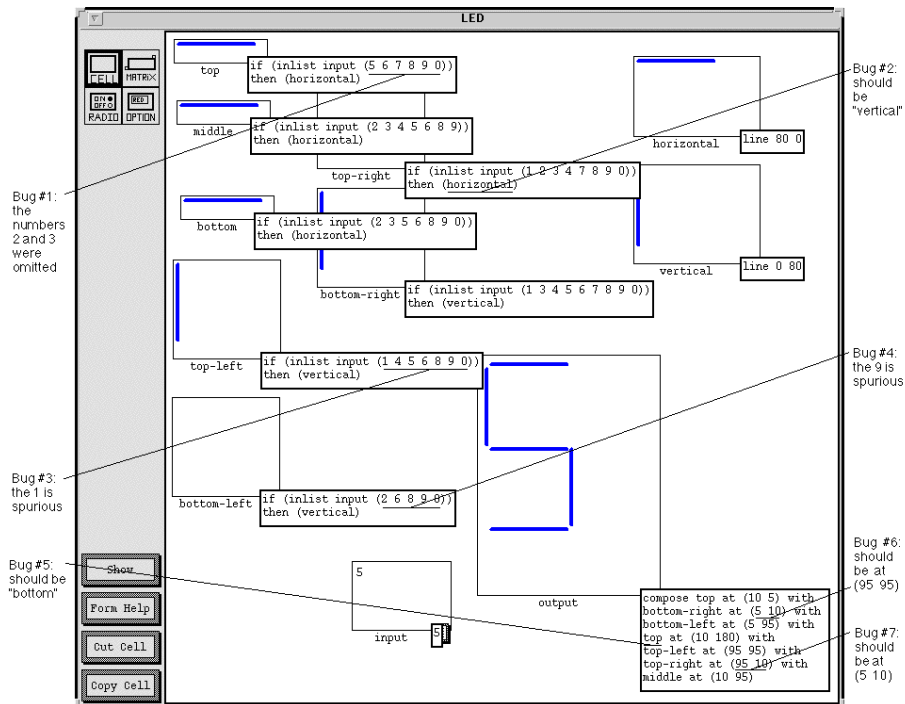 LED
CELL
MATRIX
ON
OFF
RED
RADIO
OPTION
top
if (inlist input (5 6 7 8 9 0))
then (horizontal)
middle
if (inlist input (2 3 4 5 6 8 9)
then (horizontal)
horizontal
line 80 0
Bug #2:
should
be
"vertical"
top-right
if (inlist input (1 2 3 4 7 8 9 0))
then (horizontal)
Bug #1:
the
numbers
2 and 3
were
omitted
bottom
if (inlist input (2 3 5 6 8 9 0))
then (horizontal)
vertical
line 0 80
bottom-right
if (inlist input (1 3 4 5 6 7 8 9 0))
then (vertical)
top-left
if (inlist input (1 4 5 6 8 9 0))
then (vertical)
Bug #4:
the 9 is
spurious
Bug #3:
the 1 is
spurious
bottom-left
if (inlist input (2 6 8 9 0))
then (vertical)
Bug #5:
should be
"bottom"
Show
Form Help
Cut Cell
Copy Cell
5
input
5
output
compose top at (10 5) with
bottom-right at (5 10) with
bottom-left at (5 95) with
top at (10 180) with
top-left at (95 95) with
top-right at (95 10) with
middle at (10 95)
Bug #6:
should
be at
(95 95)
Bug #7:
should
be at
(5 10)